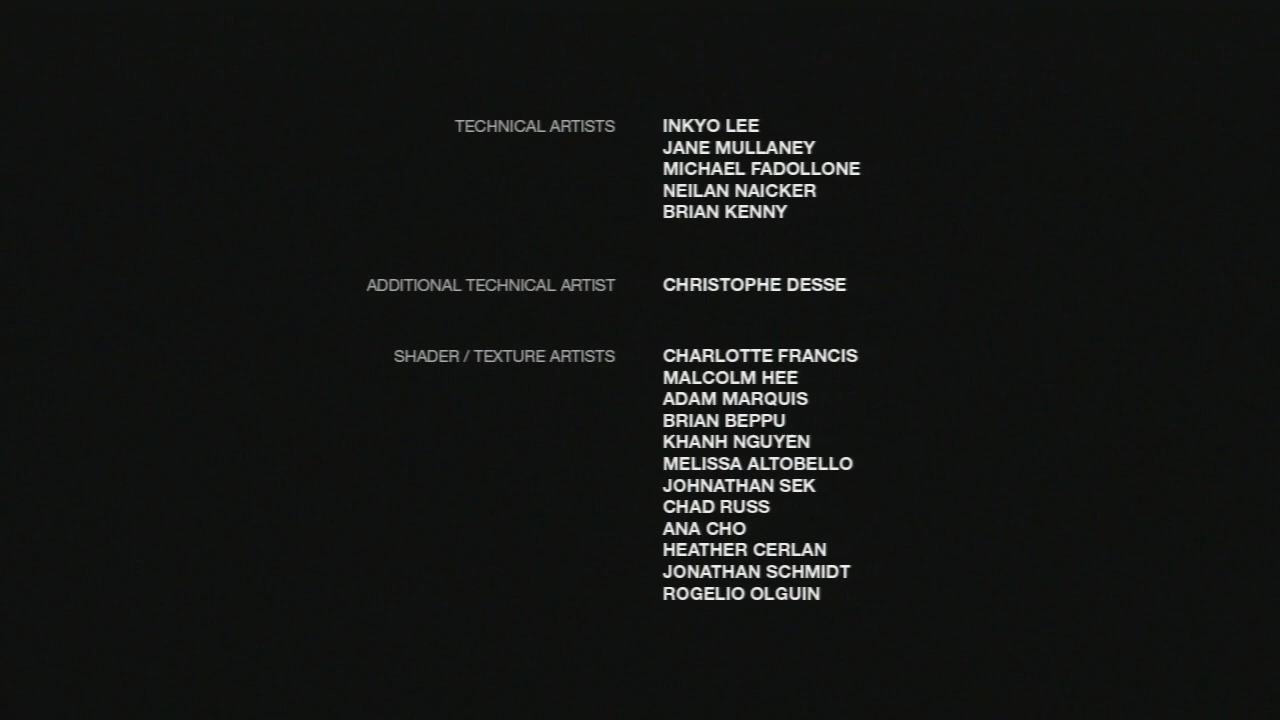 TECHNICAL ARTISTS INKYO LEE
JANE MULLANEY
MICHAEL FADOLLONE
NEILAN NAICKER
BRIAN KENNY
ADDITIONAL TECHNICAL ARTIST CHRISTOPHE DESSE
SHADER / TEXTURE ARTISTS CHARLOTTE FRANCIS
MALCOLM HEE
ADAM MARQUIS
BRIAN BEPPU
KHANH NGUYEN
MELISSA ALTOBELLO
JOHNATHAN SEK
CHAD RUSS
ANA CHO
HEATHER CERLAN
JONATHAN SCHMIDT
ROGELIO OLGUIN